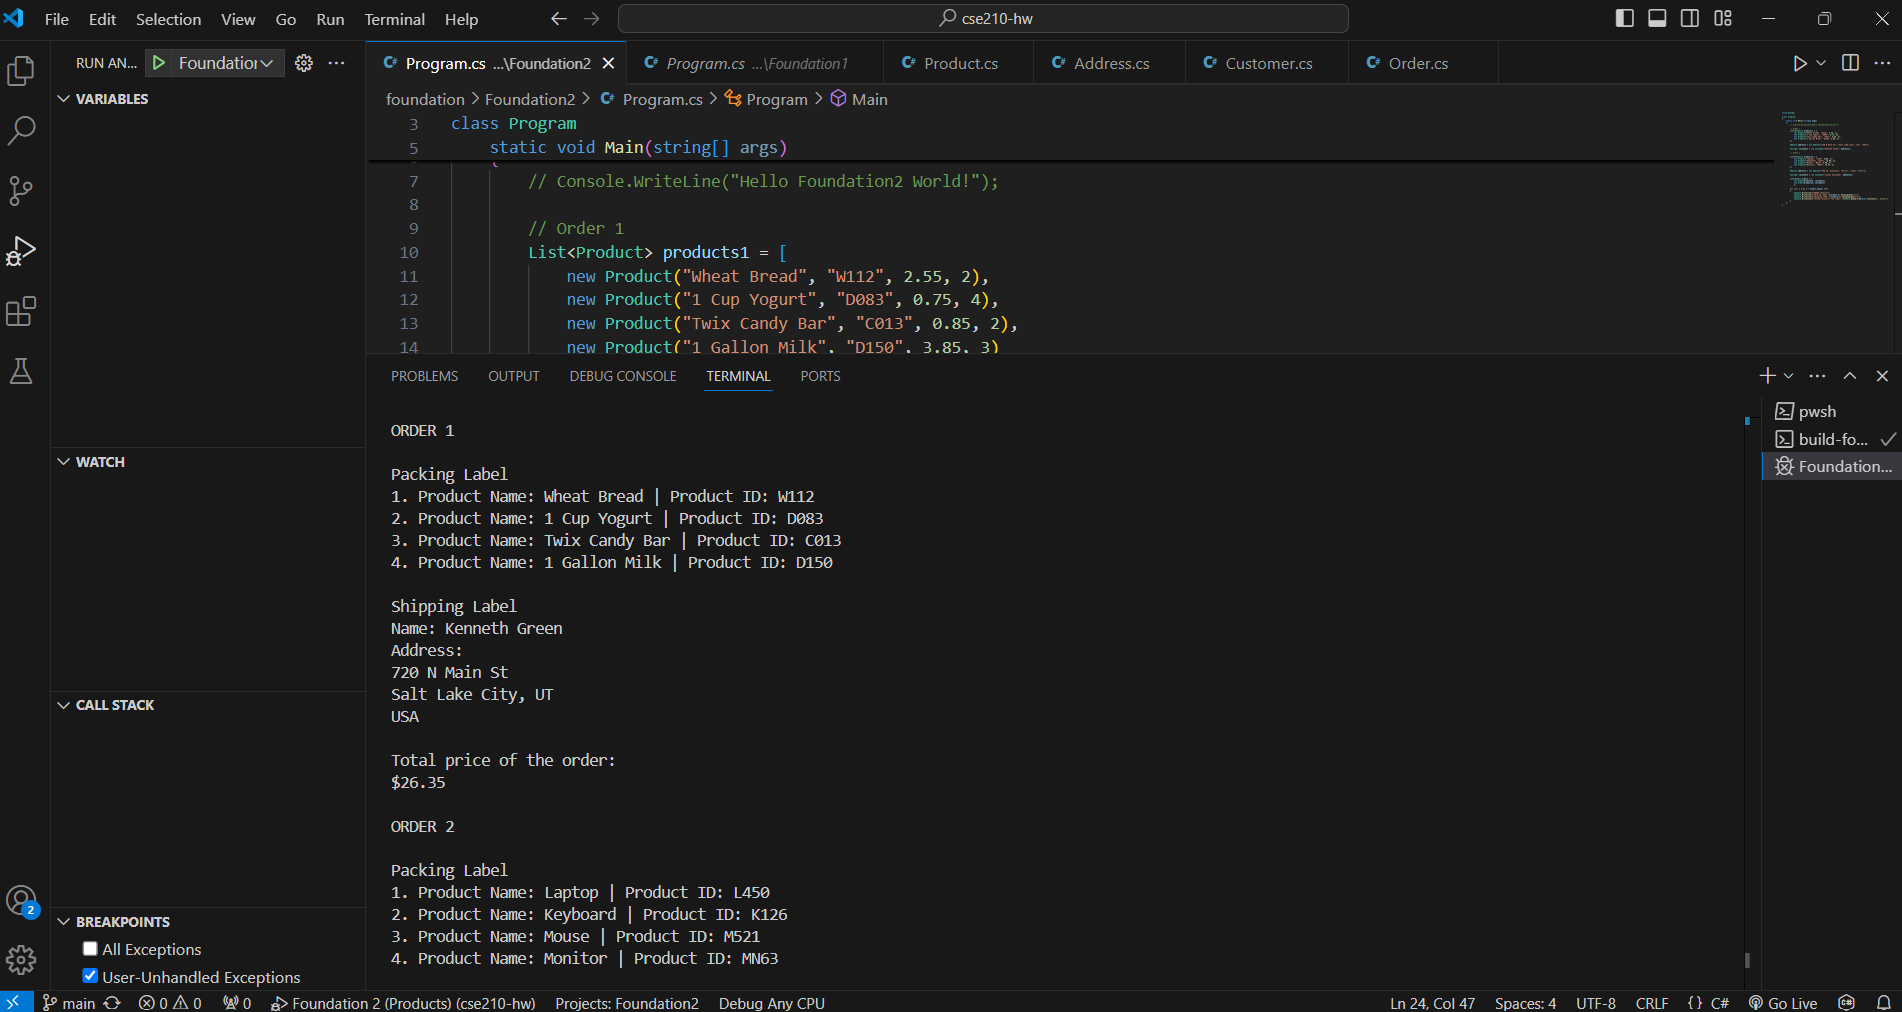 File Edit Selection View Go Run Terminal Help
cse210-hw
RUN AN... Foundation
Program.cs ...\Foundation2
Program.cs ...\Foundation1
Product.cs
Address.cs
Customer.cs
Order.cs
foundation > Foundation2 > Program.cs > Program > Main
VARIABLES
3 class Program
5 static void Main(string[] args)
7 // Console.WriteLine("Hello Foundation2 World!");
8
9 // Order 1
10 List<Product> products1 = [
11 new Product("Wheat Bread", "W112", 2.55, 2),
12 new Product("1 Cup Yogurt", "D083", 0.75, 4),
13 new Product("Twix Candy Bar", "C013", 0.85, 2),
14 new Product("1 Gallon Milk", "D150", 3.85, 3)
PROBLEMS OUTPUT DEBUG CONSOLE TERMINAL PORTS
pwsh
build-fo...
Foundation...
ORDER 1
Packing Label
1. Product Name: Wheat Bread | Product ID: W112
2. Product Name: 1 Cup Yogurt | Product ID: D083
3. Product Name: Twix Candy Bar | Product ID: C013
4. Product Name: 1 Gallon Milk | Product ID: D150
Shipping Label
Name: Kenneth Green
Address:
720 N Main St
Salt Lake City, UT
USA
Total price of the order:
$26.35
ORDER 2
Packing Label
1. Product Name: Laptop | Product ID: L450
2. Product Name: Keyboard | Product ID: K126
3. Product Name: Mouse | Product ID: M521
4. Product Name: Monitor | Product ID: MN63
WATCH
CALL STACK
BREAKPOINTS
All Exceptions
User-Unhandled Exceptions
2
main 0 0 0 Foundation 2 (Products) (cse210-hw) Projects: Foundation2 Debug Any CPU Ln 24, Col 47 Spaces: 4 UTF-8 CRLF {} C# Go Live